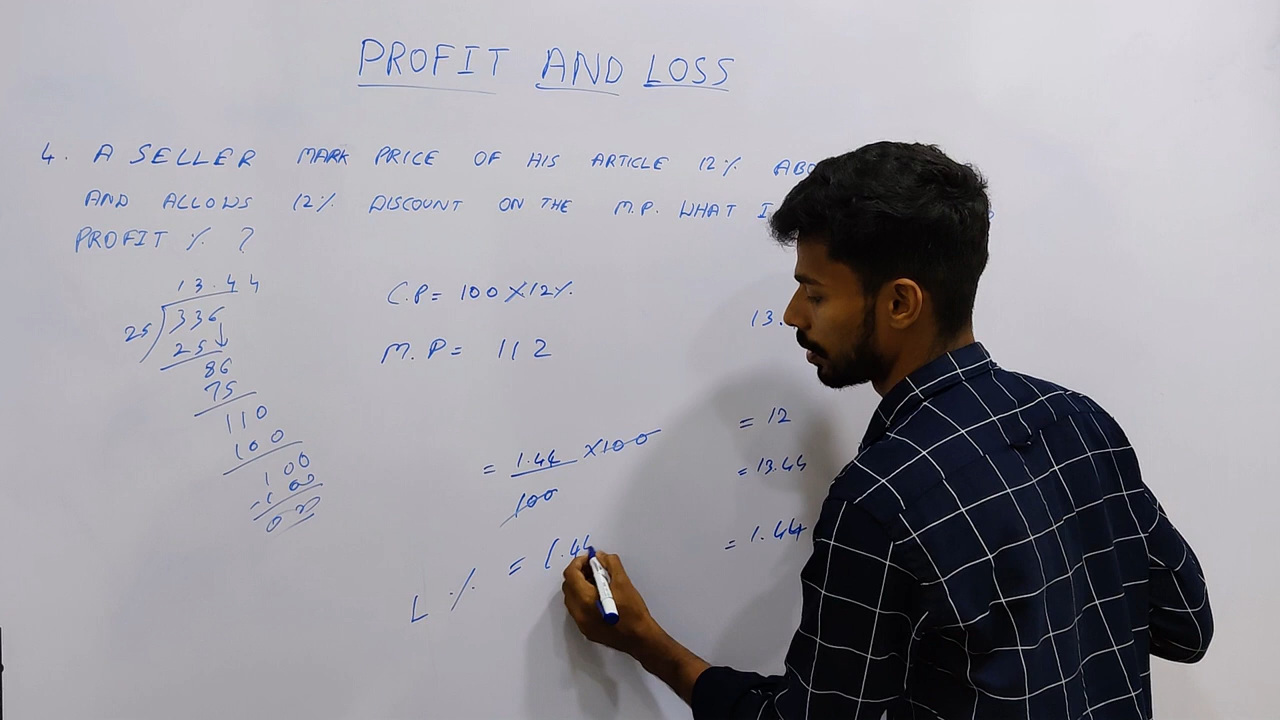 PROFIT AND LOSS
4. A SELLER MARK PRICE OF HIS ARTICLE 12%
AND ALLOWS 12% DISCOUNT ON THE M.P. WHAT
PROFIT % ?
13.44
25)336
25
86
75
110
100
100
-100
00
C.P= 100 X 12%.
M.P= 112
13.
= 12
= 13.44
= 1.44
= 1.44 X 100
100
L % = 1.44